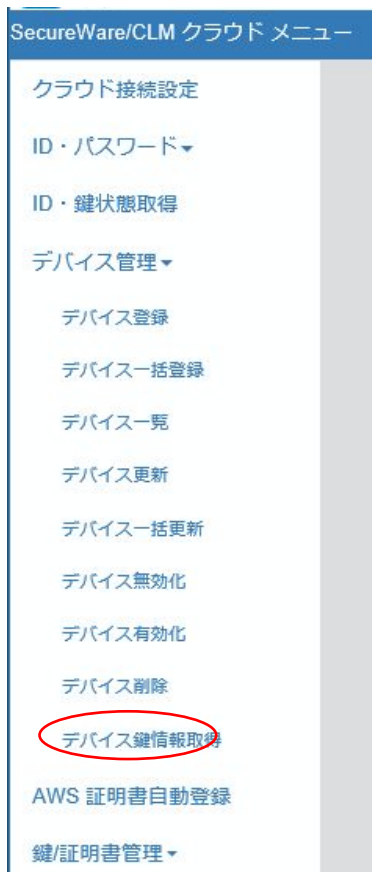 SecureWare/CLM クラウド メニュー
クラウド接続設定
ID・パスワード▼
ID・鍵状態取得
デバイス管理▼
デバイス登録
デバイス一括登録
デバイス一覧
デバイス更新
デバイス一括更新
デバイス無効化
デバイス有効化
デバイス削除
デバイス鍵情報取得
AWS 証明書自動登録
鍵/証明書管理▼